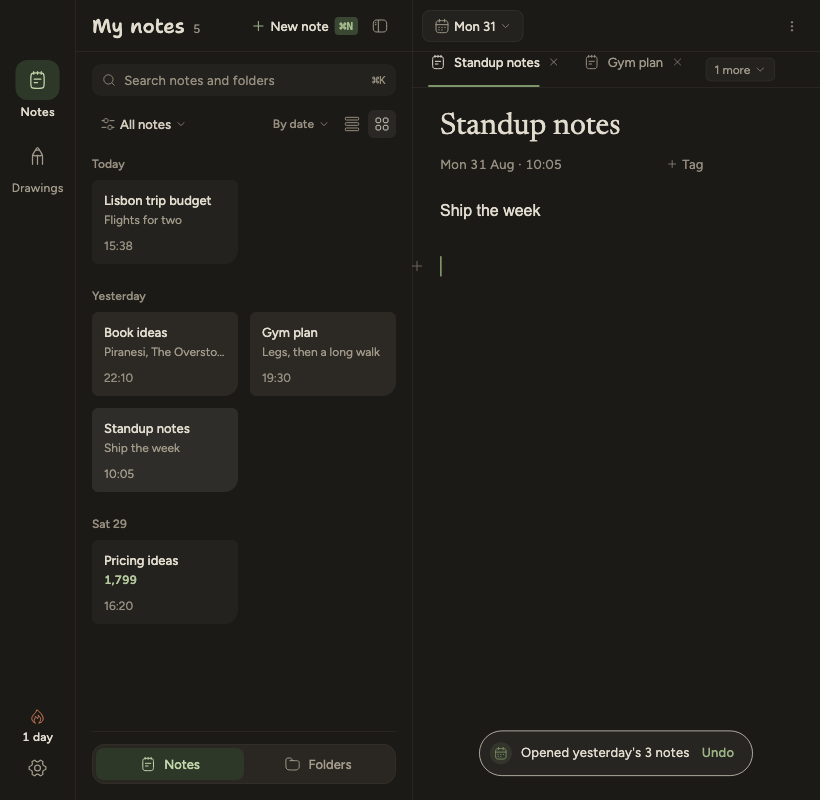 My notes 5
New note ⌘N
Notes
Drawings
Search notes and folders ⌘K
All notes
By date
Today
Lisbon trip budget
Flights for two
15:38
Yesterday
Book ideas
Piranesi, The Oversto...
22:10
Gym plan
Legs, then a long walk
19:30
Standup notes
Ship the week
10:05
Sat 29
Pricing ideas
1,799
16:20
1 day
Notes
Folders
Mon 31
Standup notes
Gym plan
1 more
Standup notes
Mon 31 Aug · 10:05
+ Tag
Ship the week
Opened yesterday's 3 notes Undo